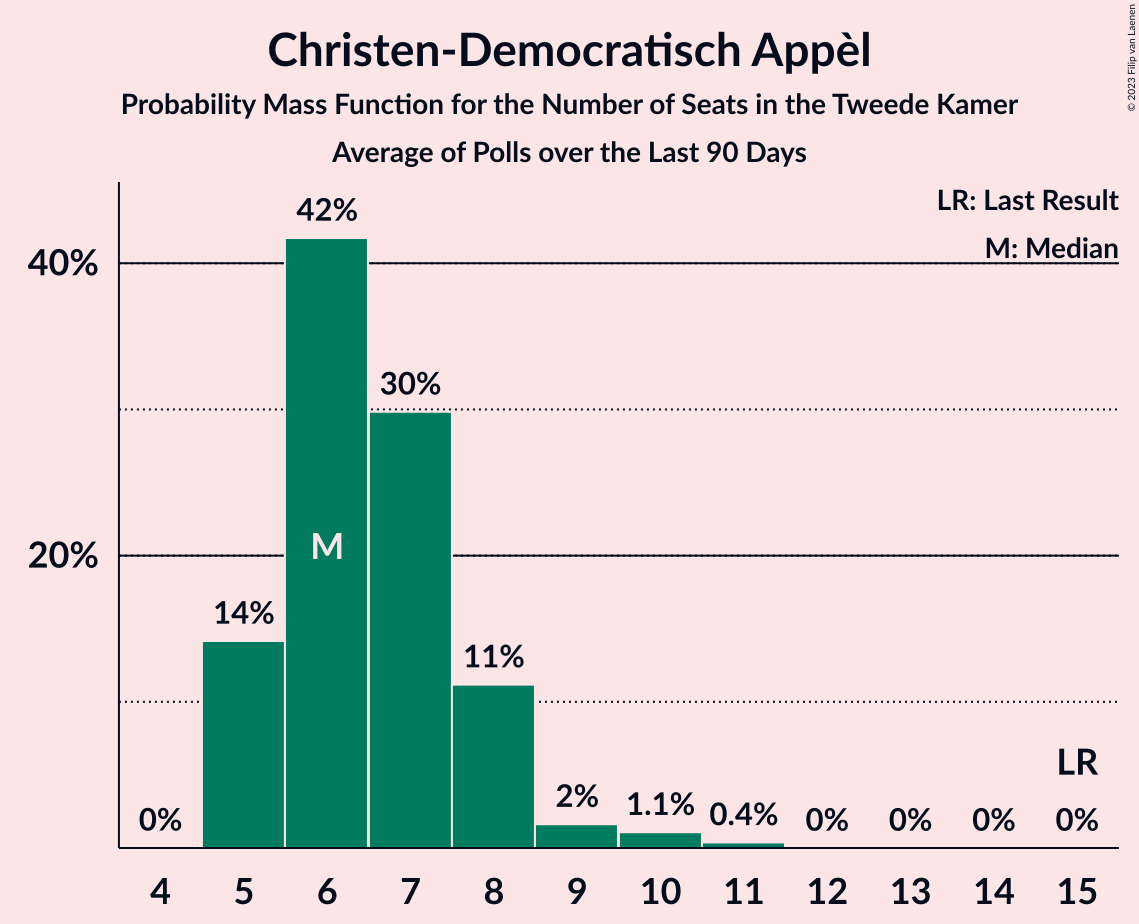 © 2023 Filip van Laenen
Christen-Democratisch Appèl
Probability Mass Function for the Number of Seats in the Tweede Kamer
Average of Polls over the Last 90 Days
LR: Last Result
M: Median
40%
20%
42%
30%
14%
11%
2%
1.1%
0.4%
0%
0%
0%
0%
0%
M
LR
4 5 6 7 8 9 10 11 12 13 14 15